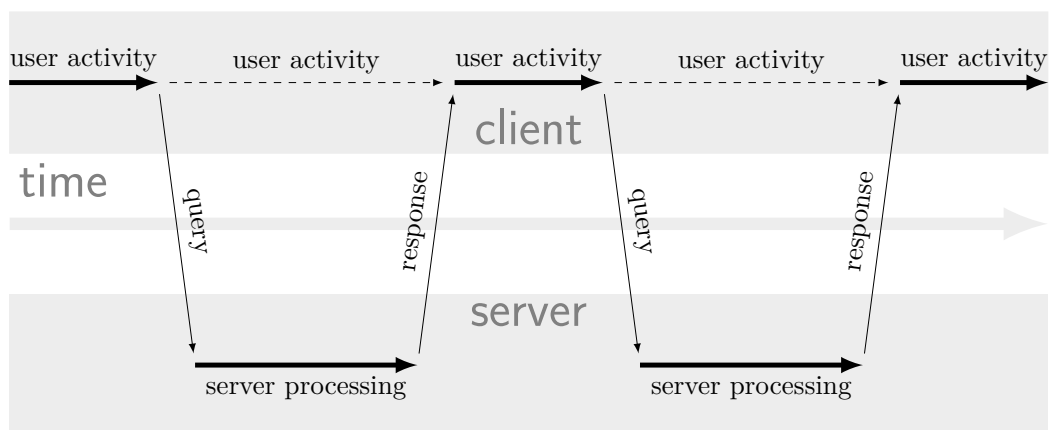 user activity
user activity
user activity
user activity
user activity
client
time
query
response
query
response
server
server processing
server processing